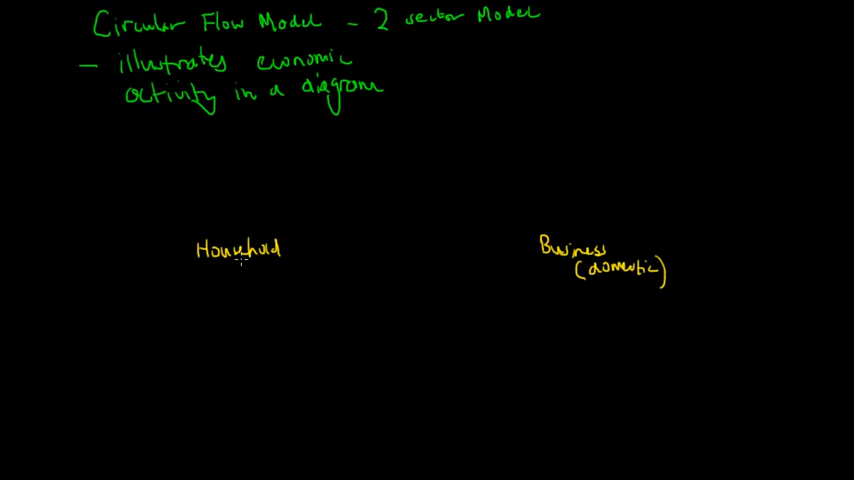 Circular Flow Model - 2 sector Model
- illustrates economic
activity in a diagram
Household
Business
(domestic)